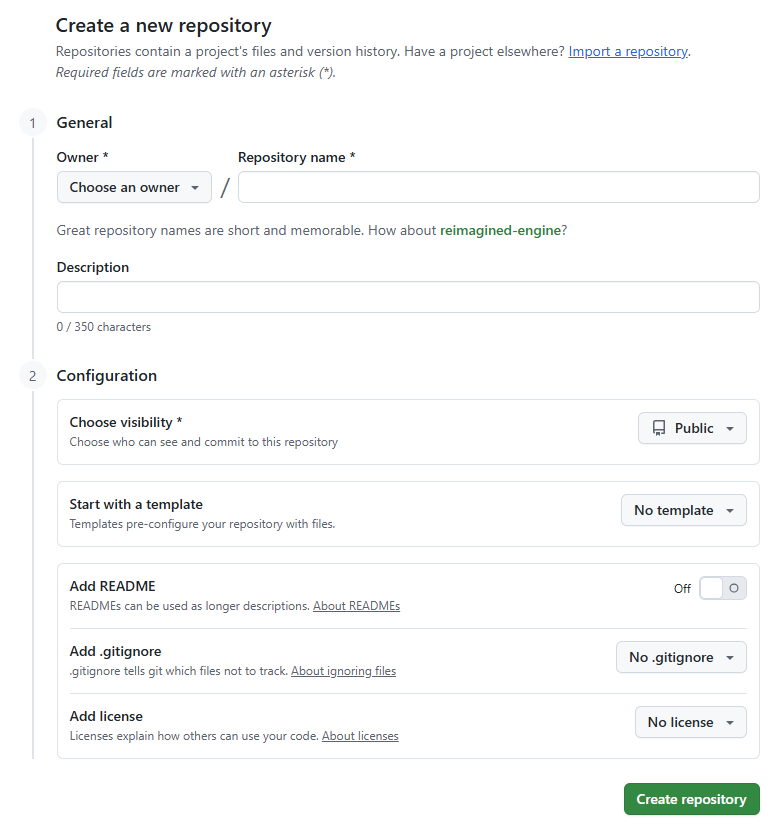 Create a new repository
Repositories contain a project's files and version history. Have a project elsewhere? Import a repository.
Required fields are marked with an asterisk (*).
1 General
Owner * Repository name *
Choose an owner /
Great repository names are short and memorable. How about reimagined-engine?
Description
0 / 350 characters
2 Configuration
Choose visibility *
Choose who can see and commit to this repository
Public
Start with a template
Templates pre-configure your repository with files.
No template
Add README
READMEs can be used as longer descriptions. About READMEs
Off
Add .gitignore
.gitignore tells git which files not to track. About ignoring files
No .gitignore
Add license
Licenses explain how others can use your code. About licenses
No license
Create repository